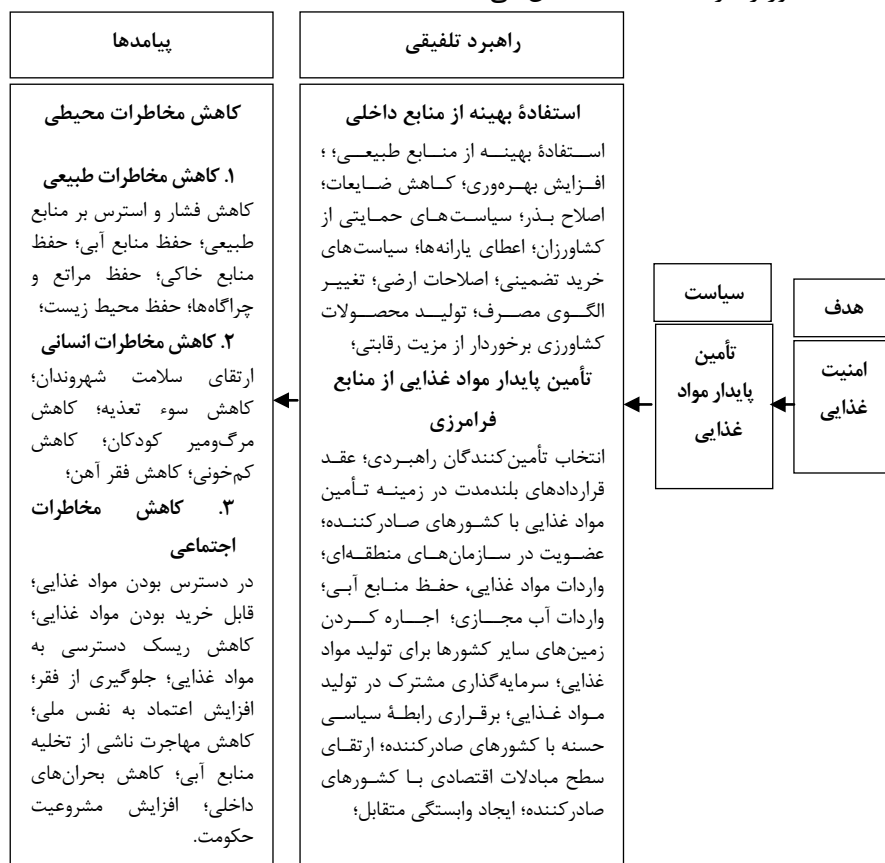 هدف
امنیت
غذایی
سیاست
تأمین
پایدار مواد
غذایی
راهبرد تلفیقی
استفادۀ بهینه از منابع داخلی
استفادۀ بهینه از منابع طبیعی؛ ؛
افزایش بهره‌وری؛ کاهش ضایعات؛
اصلاح بذر؛ سیاست‌های حمایتی از
کشاورزان؛ اعطای یارانه‌ها؛ سیاست‌های
خرید تضمینی؛ اصلاحات ارضی؛ تغییر
الگوی مصرف؛ تولید محصولات
کشاورزی برخوردار از مزیت رقابتی؛
تأمین پایدار مواد غذایی از منابع
فرامرزی
انتخاب تأمین‌کنندگان راهبردی؛ عقد
قراردادهای بلندمدت در زمینه تأمین
مواد غذایی با کشورهای صادرکننده؛
عضویت در سازمان‌های منطقه‌ای؛
واردات مواد غذایی، حفظ منابع آبی؛
واردات آب مجازی؛ اجاره کردن
زمین‌های سایر کشورها برای تولید مواد
غذایی؛ سرمایه‌گذاری مشترک در تولید
مواد غذایی؛ برقراری رابطۀ سیاسی
حسنه با کشورهای صادرکننده؛ ارتقای
سطح مبادلات اقتصادی با کشورهای
صادرکننده؛ ایجاد وابستگی متقابل؛
پیامدها
کاهش مخاطرات محیطی
۱. کاهش مخاطرات طبیعی
کاهش فشار و استرس بر منابع
طبیعی؛ حفظ منابع آبی؛ حفظ
منابع خاکی؛ حفظ مراتع و
چراگاه‌ها؛ حفظ محیط زیست؛
۲. کاهش مخاطرات انسانی
ارتقای سلامت شهروندان؛
کاهش سوء تعذیه؛ کاهش
مرگ‌ومیر کودکان؛ کاهش
کم‌خونی؛ کاهش فقر آهن؛
۳. کاهش مخاطرات
اجتماعی
در دسترس بودن مواد غذایی؛
قابل خرید بودن مواد غذایی؛
کاهش ریسک دسترسی به
مواد غذایی؛ جلوگیری از فقر؛
افزایش اعتماد به نفس ملی؛
کاهش مهاجرت ناشی از تخلیه
منابع آبی؛ کاهش بحران‌های
داخلی؛ افزایش مشروعیت
حکومت.